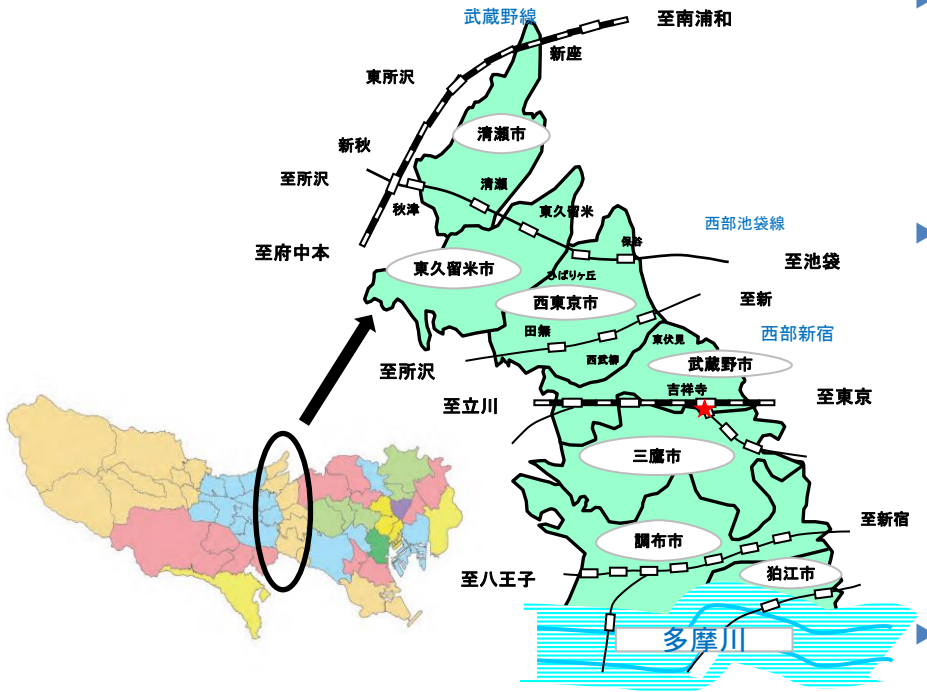 武蔵野線
至南浦和
新座
東所沢
清瀬市
新秋
至所沢
清瀬
秋津
東久留米
西部池袋線
保谷
至府中本
至池袋
東久留米市
ひばりヶ丘
西東京市
至新
田無
東伏見
西部新宿
西武柳
武蔵野市
至所沢
吉祥寺
至立川
至東京
三鷹市
至新宿
調布市
至八王子
狛江市
多摩川